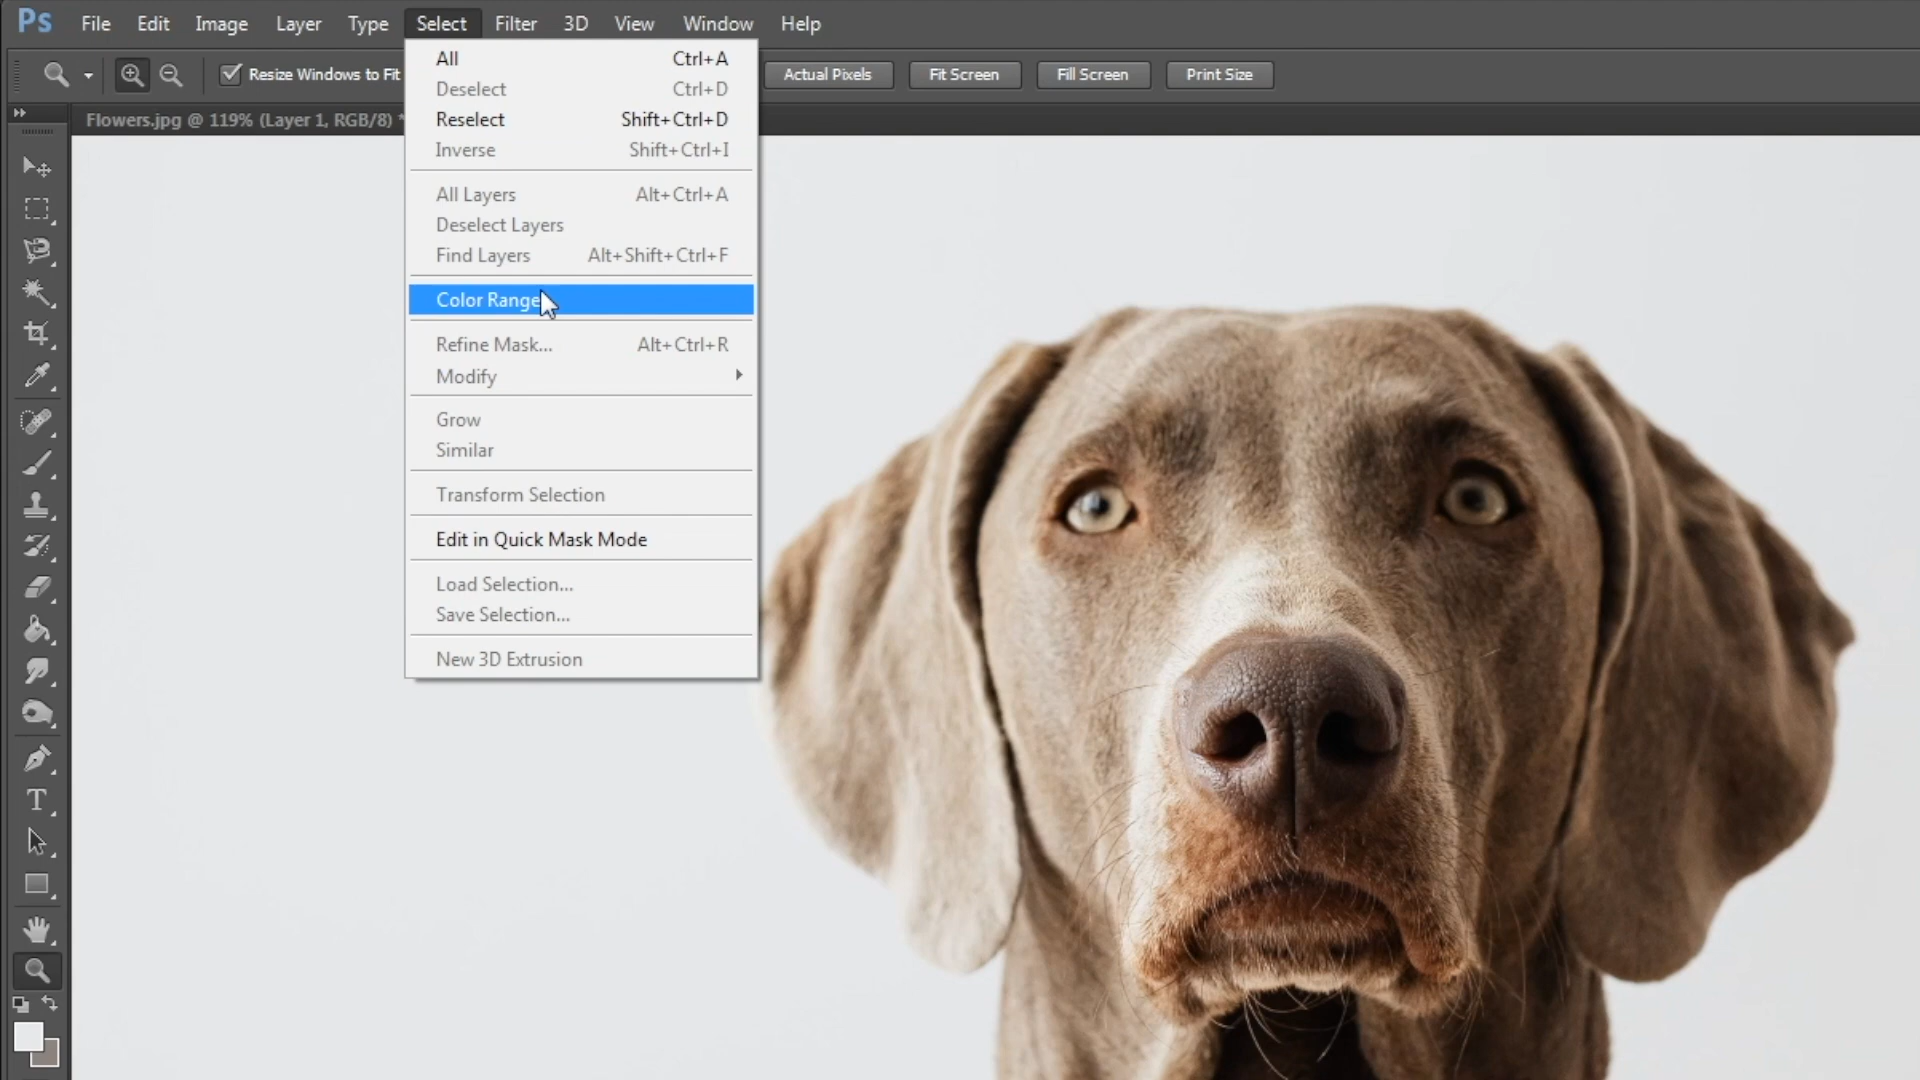 Ps File Edit Image Layer Type Select Filter 3D View Window Help
Resize Windows to Fit Actual Pixels Fit Screen Fill Screen Print Size
Flowers.jpg @ 119% (Layer 1, RGB/8) *
All Ctrl+A
Deselect Ctrl+D
Reselect Shift+Ctrl+D
Inverse Shift+Ctrl+I
All Layers Alt+Ctrl+A
Deselect Layers
Find Layers Alt+Shift+Ctrl+F
Color Range
Refine Mask... Alt+Ctrl+R
Modify
Grow
Similar
Transform Selection
Edit in Quick Mask Mode
Load Selection...
Save Selection...
New 3D Extrusion
T